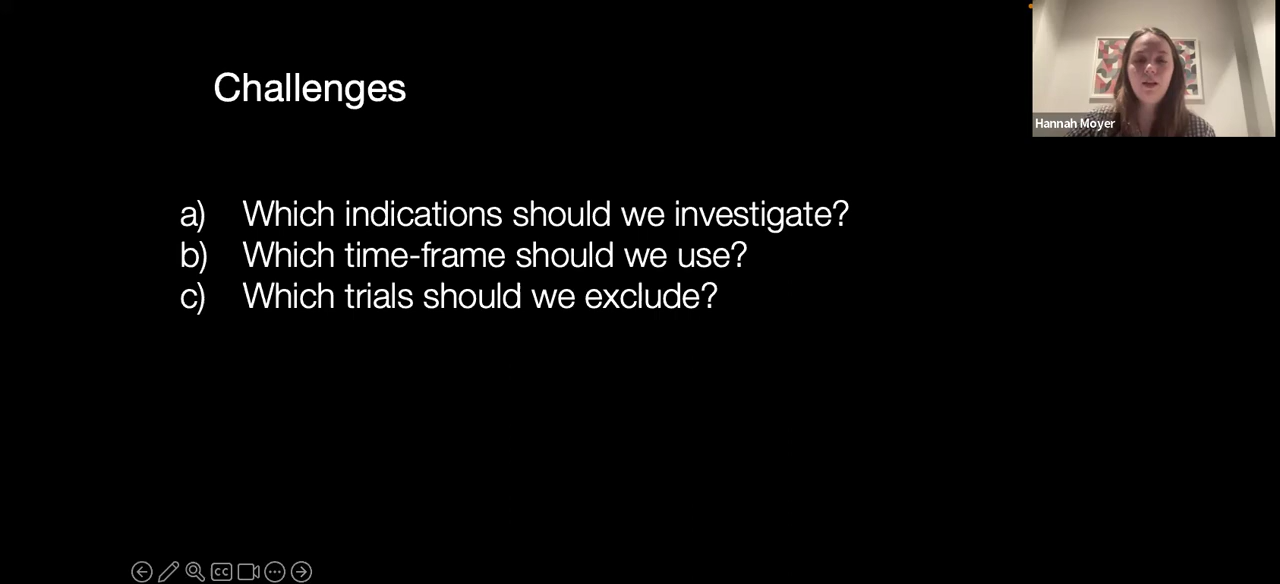 Challenges
Hannah Moyer
a) Which indications should we investigate?
b) Which time-frame should we use?
c) Which trials should we exclude?
CC